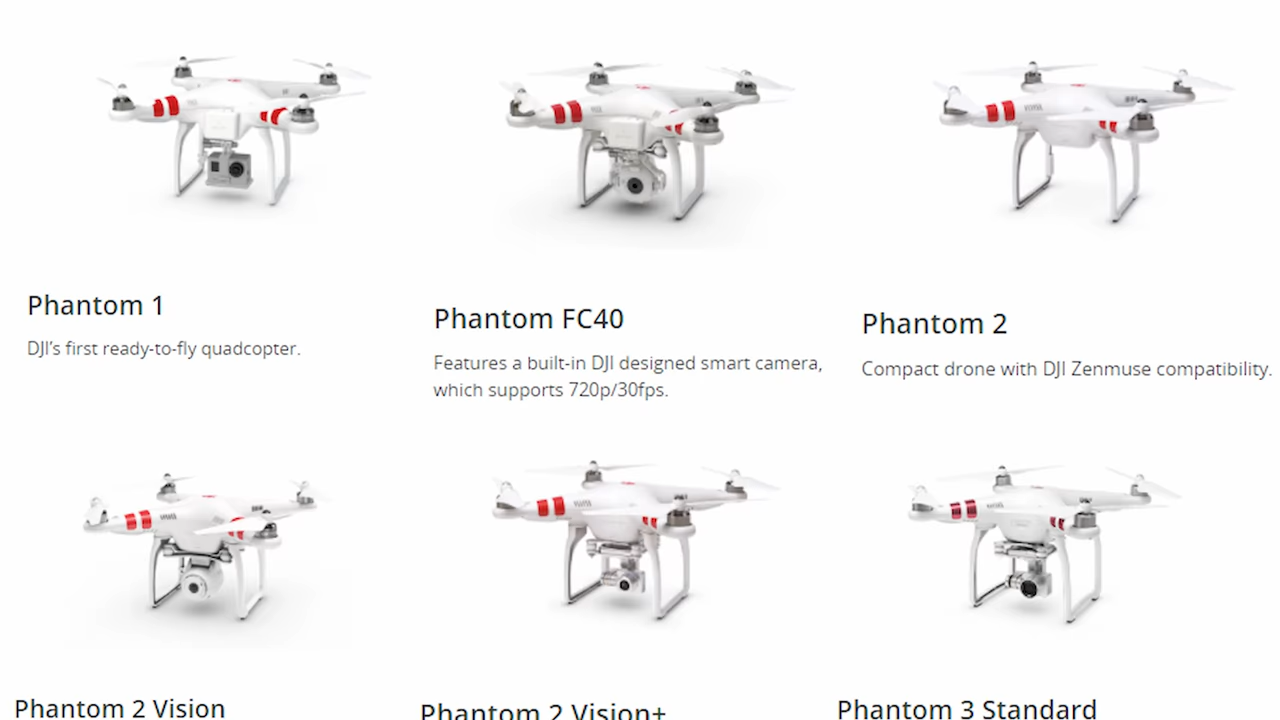 Phantom 1
DJI’s first ready-to-fly quadcopter.
Phantom FC40
Features a built-in DJI designed smart camera,
which supports 720p/30fps.
Phantom 2
Compact drone with DJI Zenmuse compatibility.
Phantom 2 Vision
Phantom 2 Vision+
Phantom 3 Standard